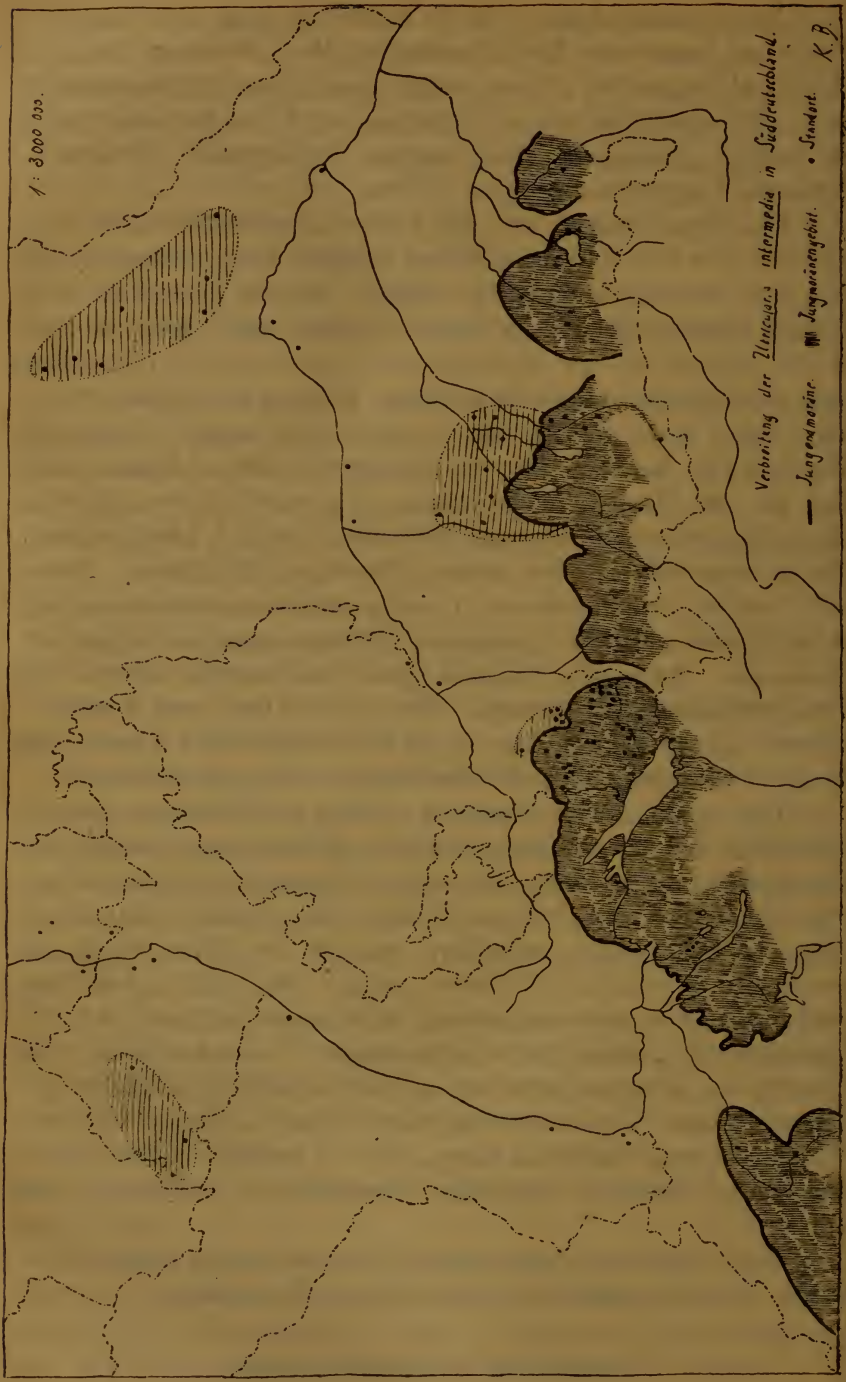 1 : 3000 000.
Verbreitung der Utricularia intermedia in Süddeutschland.
— Jungendmoräne. Jungmoränengebiet. • Standort.
K. B.